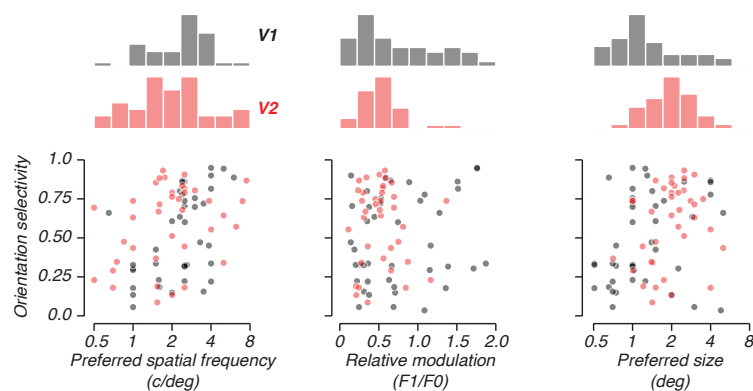 V1
V2
Orientation selectivity
1.0
0.75
0.50
0.25
0.0
0.5 1 2 4 8
Preferred spatial frequency
(c/deg)
0 0.5 1.0 1.5 2.0
Relative modulation
(F1/F0)
0.5 1 2 4 8
Preferred size
(deg)